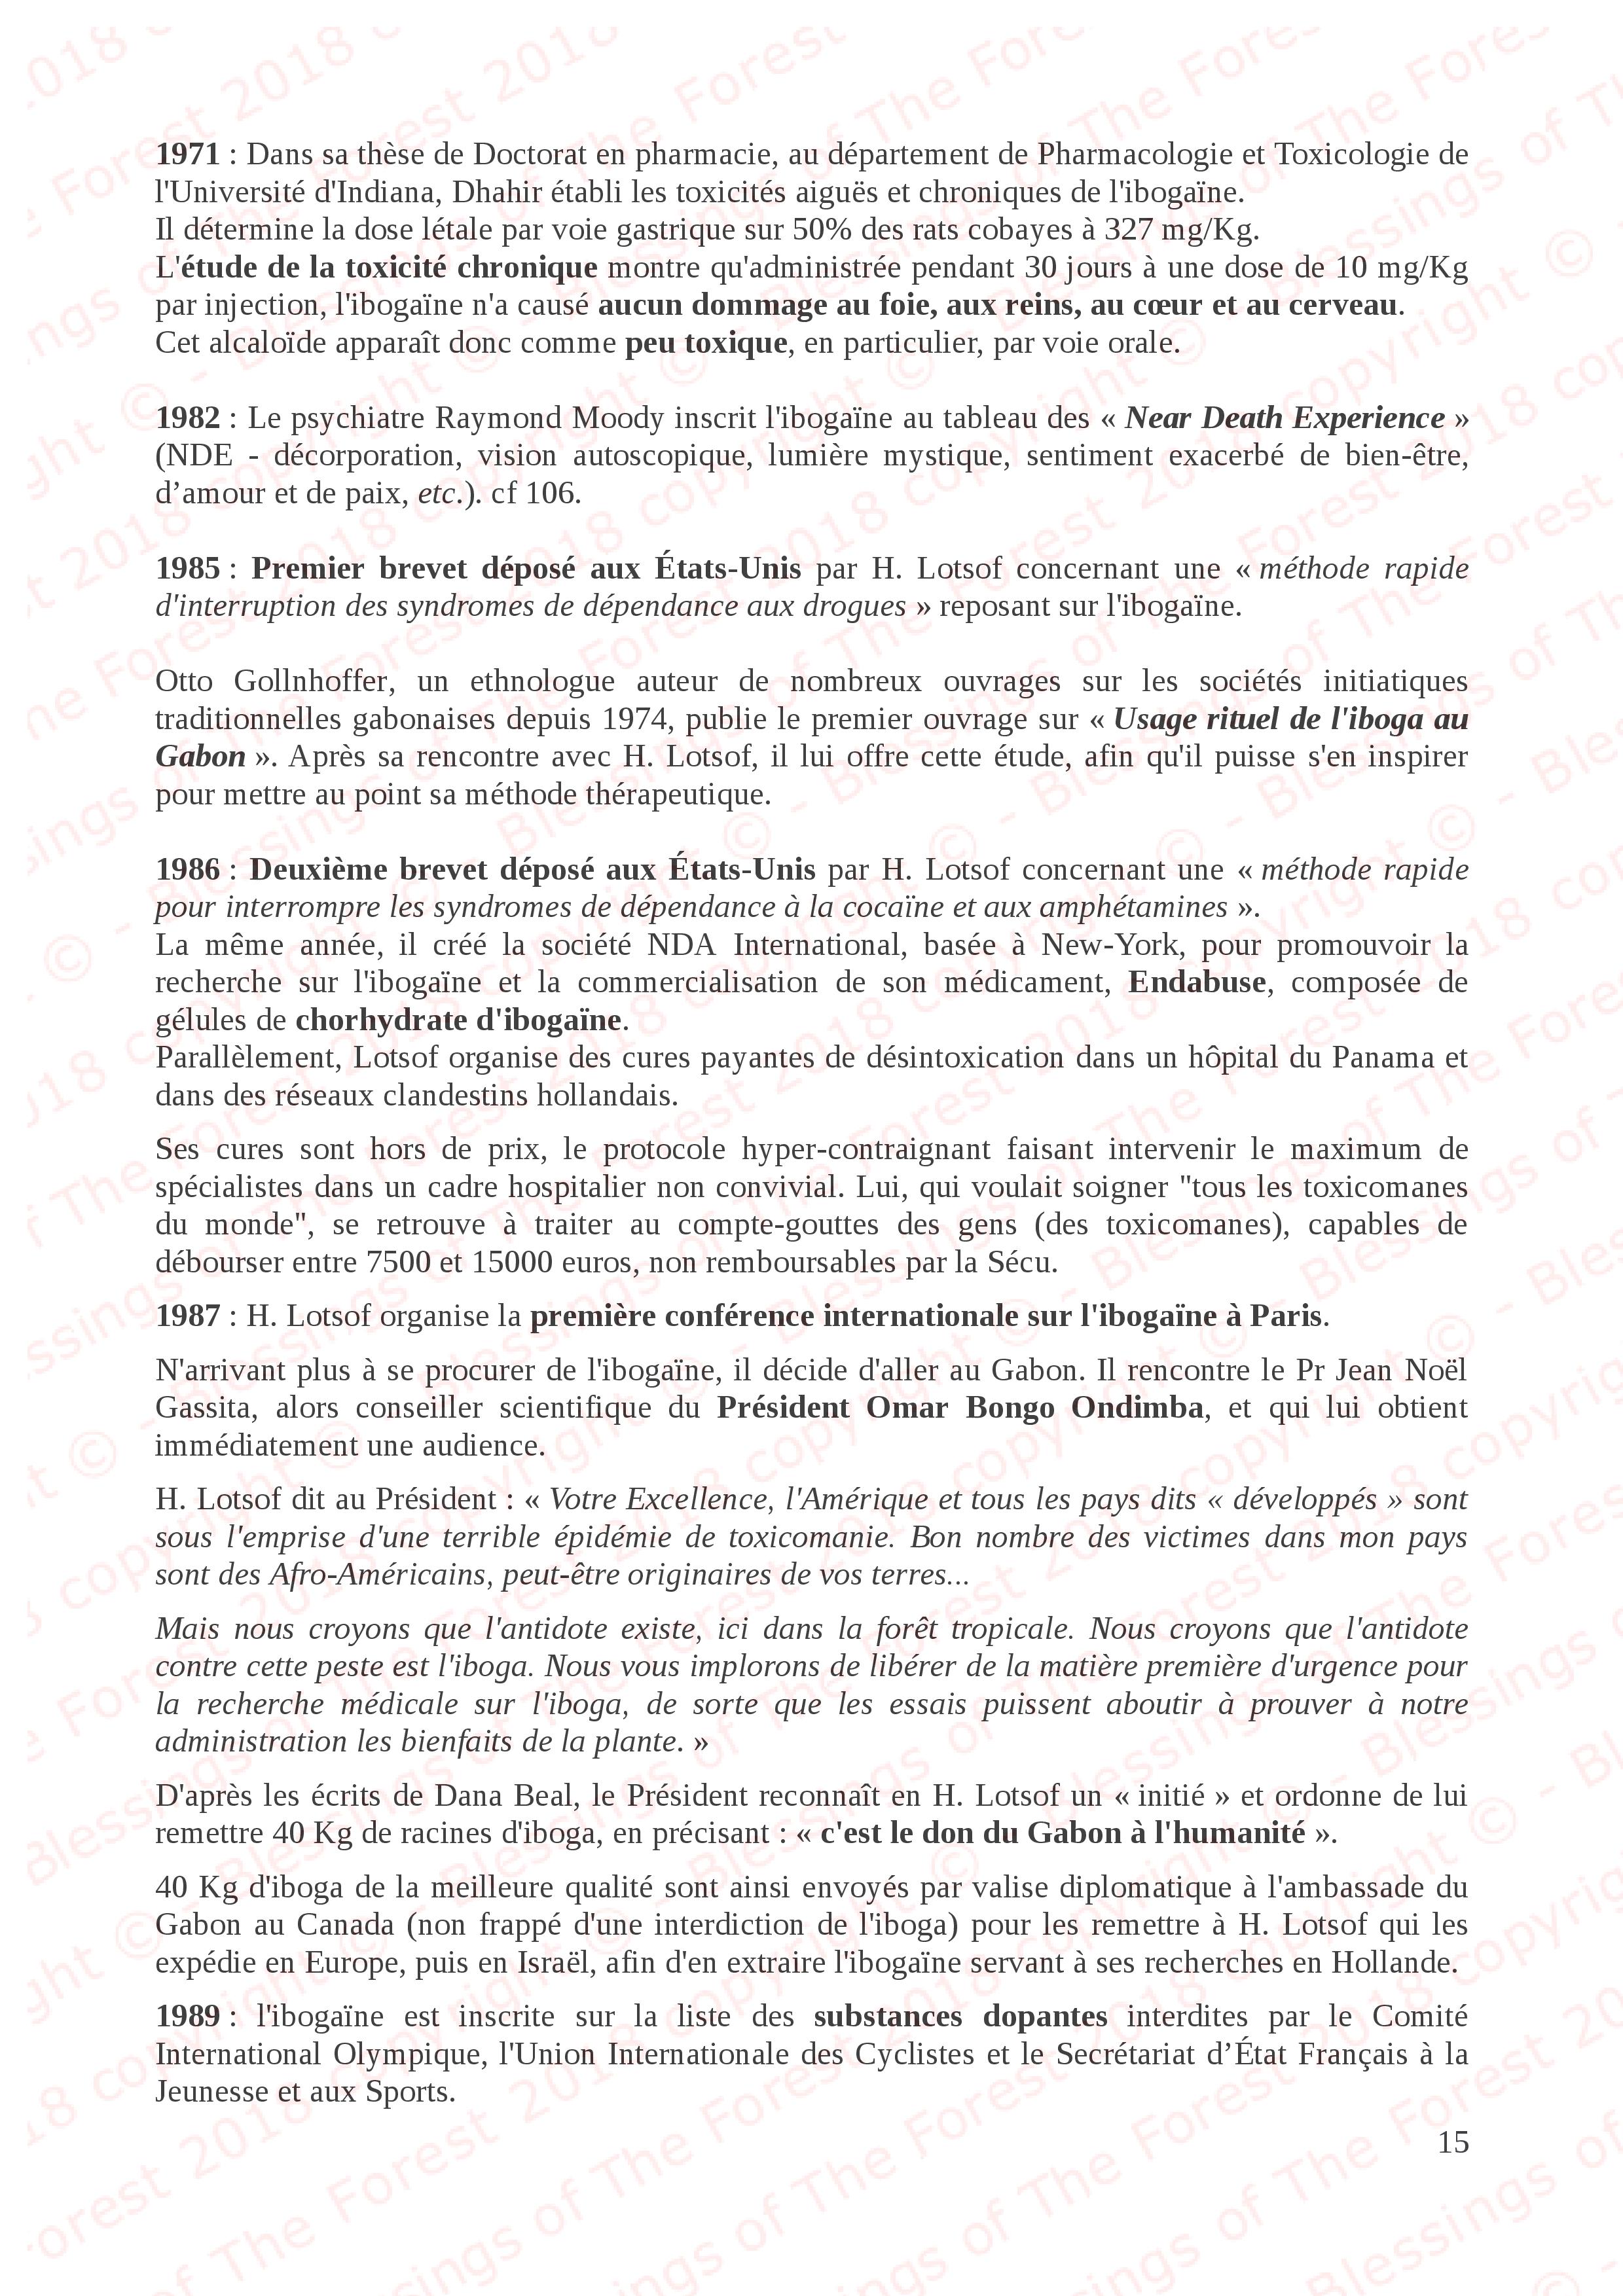 1971 : Dans sa thèse de Doctorat en pharmacie, au département de Pharmacologie et Toxicologie de
l'Université d'Indiana, Dhahir établi les toxicités aiguës et chroniques de l'ibogaïne.
Il détermine la dose létale par voie gastrique sur 50% des rats cobayes à 327 mg/Kg.
L'étude de la toxicité chronique montre qu'administrée pendant 30 jours à une dose de 10 mg/Kg
par injection, l'ibogaïne n'a causé aucun dommage au foie, aux reins, au cœur et au cerveau.
Cet alcaloïde apparaît donc comme peu toxique, en particulier, par voie orale.
1982 : Le psychiatre Raymond Moody inscrit l'ibogaïne au tableau des « Near Death Experience »
(NDE - décorporation, vision autoscopique, lumière mystique, sentiment exacerbé de bien-être,
d’amour et de paix, etc.). cf 106.
1985 : Premier brevet déposé aux États-Unis par H. Lotsof concernant une « méthode rapide
d'interruption des syndromes de dépendance aux drogues » reposant sur l'ibogaïne.
Otto Gollnhoffer, un ethnologue auteur de nombreux ouvrages sur les sociétés initiatiques
traditionnelles gabonaises depuis 1974, publie le premier ouvrage sur « Usage rituel de l'iboga au
Gabon ». Après sa rencontre avec H. Lotsof, il lui offre cette étude, afin qu'il puisse s'en inspirer
pour mettre au point sa méthode thérapeutique.
1986 : Deuxième brevet déposé aux États-Unis par H. Lotsof concernant une « méthode rapide
pour interrompre les syndromes de dépendance à la cocaïne et aux amphétamines ».
La même année, il créé la société NDA International, basée à New-York, pour promouvoir la
recherche sur l'ibogaïne et la commercialisation de son médicament, Endabuse, composée de
gélules de chorhydrate d'ibogaïne.
Parallèlement, Lotsof organise des cures payantes de désintoxication dans un hôpital du Panama et
dans des réseaux clandestins hollandais.
Ses cures sont hors de prix, le protocole hyper-contraignant faisant intervenir le maximum de
spécialistes dans un cadre hospitalier non convivial. Lui, qui voulait soigner "tous les toxicomanes
du monde", se retrouve à traiter au compte-gouttes des gens (des toxicomanes), capables de
débourser entre 7500 et 15000 euros, non remboursables par la Sécu.
1987 : H. Lotsof organise la première conférence internationale sur l'ibogaïne à Paris.
N'arrivant plus à se procurer de l'ibogaïne, il décide d'aller au Gabon. Il rencontre le Pr Jean Noël
Gassita, alors conseiller scientifique du Président Omar Bongo Ondimba, et qui lui obtient
immédiatement une audience.
H. Lotsof dit au Président : « Votre Excellence, l'Amérique et tous les pays dits « développés » sont
sous l'emprise d'une terrible épidémie de toxicomanie. Bon nombre des victimes dans mon pays
sont des Afro-Américains, peut-être originaires de vos terres...
Mais nous croyons que l'antidote existe, ici dans la forêt tropicale. Nous croyons que l'antidote
contre cette peste est l'iboga. Nous vous implorons de libérer de la matière première d'urgence pour
la recherche médicale sur l'iboga, de sorte que les essais puissent aboutir à prouver à notre
administration les bienfaits de la plante. »
D'après les écrits de Dana Beal, le Président reconnaît en H. Lotsof un « initié » et ordonne de lui
remettre 40 Kg de racines d'iboga, en précisant : « c'est le don du Gabon à l'humanité ».
40 Kg d'iboga de la meilleure qualité sont ainsi envoyés par valise diplomatique à l'ambassade du
Gabon au Canada (non frappé d'une interdiction de l'iboga) pour les remettre à H. Lotsof qui les
expédie en Europe, puis en Israël, afin d'en extraire l'ibogaïne servant à ses recherches en Hollande.
1989 : l'ibogaïne est inscrite sur la liste des substances dopantes interdites par le Comité
International Olympique, l'Union Internationale des Cyclistes et le Secrétariat d’État Français à la
Jeunesse et aux Sports.
15
Blessings of The Forest 2018 copyright ©